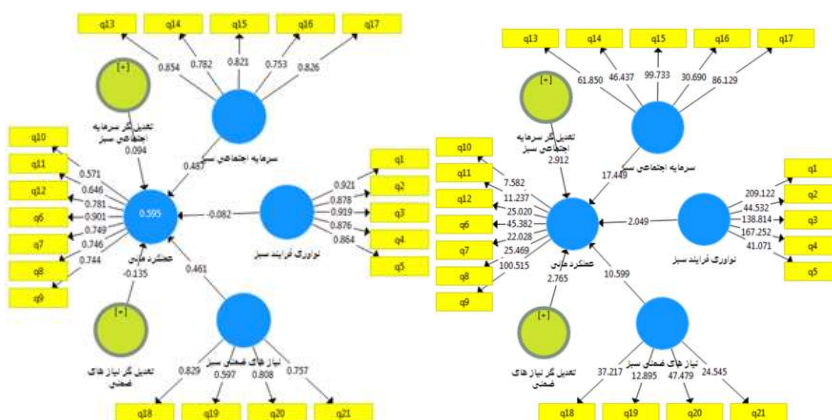 q13 q14 q15 q16 q17
0.854 0.782 0.821 0.753 0.826
[+]
تعدیل گر سرمایه
اجتماعی سبز
0.094
سرمایه اجتماعی سبز
0.487
q10
q11
q12
q6
q7
q8
q9
0.571
0.646
0.781
0.901
0.749
0.746
0.744
0.595
عملکرد مالی
-0.082
نوآوری فرایند سبز
0.921
0.878
0.919
0.876
0.864
q1
q2
q3
q4
q5
-0.135
0.461
[+]
تعدیل گر نیاز های
ضمنی
نیاز های ضمنی سبز
0.829 0.597 0.808 0.757
q18 q19 q20 q21
q13 q14 q15 q16 q17
61.850 46.437 99.733 30.690 86.129
[+]
تعدیل گر سرمایه
اجتماعی سبز
2.912
سرمایه اجتماعی سبز
17.449
q10
q11
q12
q6
q7
q8
q9
7.582
11.237
25.020
45.382
22.028
25.469
100.515
عملکرد مالی
2.049
نوآوری فرایند سبز
209.122
44.532
138.814
167.252
41.071
q1
q2
q3
q4
q5
2.765
10.599
[+]
تعدیل گر نیاز های
ضمنی
نیاز های ضمنی سبز
37.217 12.895 47.479 24.545
q18 q19 q20 q21